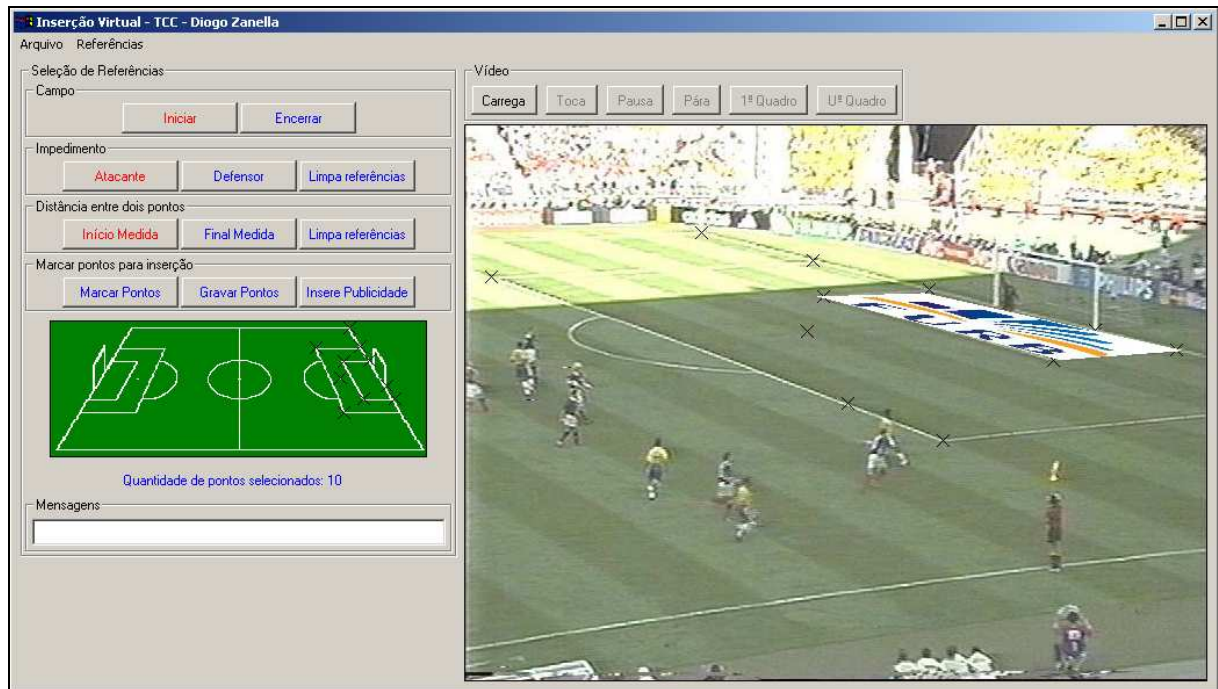 Inserção Virtual - TCC - Diogo Zanella
Arquivo Referências
Seleção de Referências
Campo
Iniciar Encerrar
Impedimento
Atacante Defensor Limpa referências
Distância entre dois pontos
Início Medida Final Medida Limpa referências
Marcar pontos para inserção
Marcar Pontos Gravar Pontos Insere Publicidade
Quantidade de pontos selecionados: 10
Mensagens
Vídeo
Carrega Toca Pausa Pára 1º Quadro Uº Quadro
PHILIPS
FURB